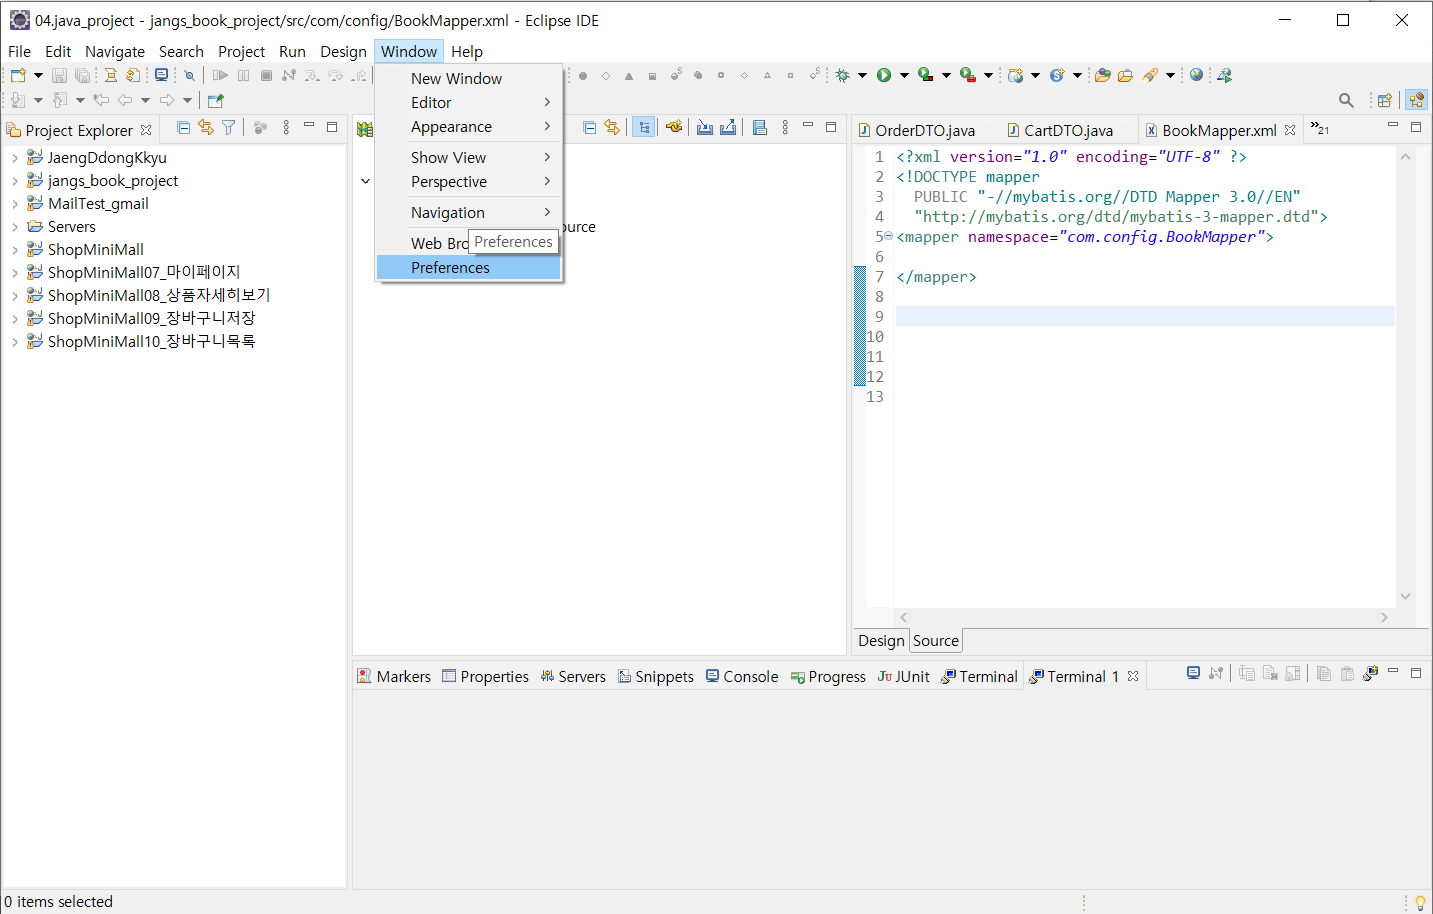 04.java_project - jangs_book_project/src/com/config/BookMapper.xml - Eclipse IDE
File Edit Navigate Search Project Run Design Window Help
New Window
Editor
Appearance
Show View
Perspective
Navigation
Web Bro
Preferences
Preferences
ource
Project Explorer
JaengDdongKkyu
jangs_book_project
MailTest_gmail
Servers
ShopMiniMall
ShopMiniMall07_마이페이지
ShopMiniMall08_상품자세히보기
ShopMiniMall09_장바구니저장
ShopMiniMall10_장바구니목록
OrderDTO.java CartDTO.java BookMapper.xml »21
1 <?xml version="1.0" encoding="UTF-8" ?>
2 <!DOCTYPE mapper
3 PUBLIC "-//mybatis.org//DTD Mapper 3.0//EN"
4 "http://mybatis.org/dtd/mybatis-3-mapper.dtd">
5 <mapper namespace="com.config.BookMapper">
6
7 </mapper>
8
9
10
11
12
13
Design Source
Markers Properties Servers Snippets Console Progress JUnit Terminal Terminal 1
0 items selected